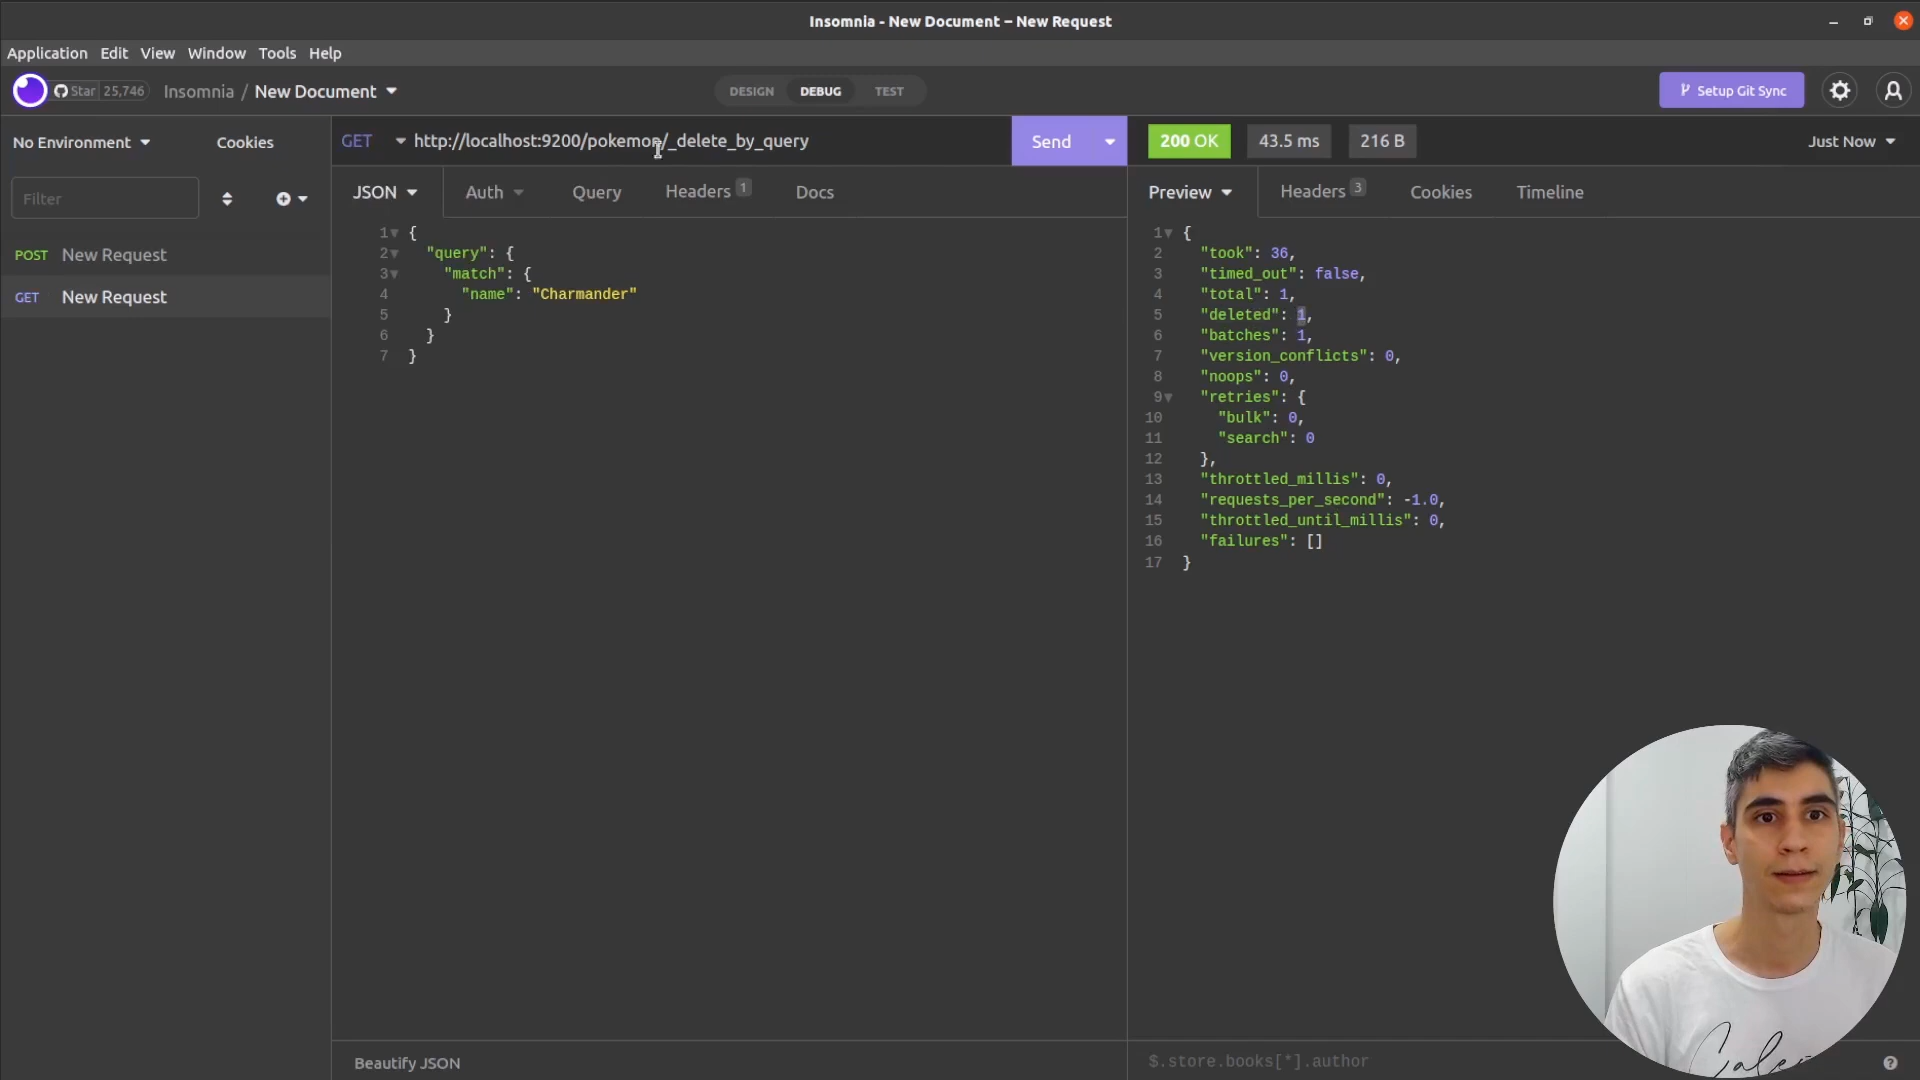 Insomnia - New Document – New Request
Application Edit View Window Tools Help
Star 25,746 Insomnia / New Document DESIGN DEBUG TEST Setup Git Sync
No Environment Cookies GET http://localhost:9200/pokemon/_delete_by_query Send 200 OK 43.5 ms 216 B Just Now
Filter JSON Auth Query Headers 1 Docs Preview Headers 3 Cookies Timeline
POST New Request
GET New Request
1 {
2 "query": {
3 "match": {
4 "name": "Charmander"
5 }
6 }
7 }
1 {
2 "took": 36,
3 "timed_out": false,
4 "total": 1,
5 "deleted": 1,
6 "batches": 1,
7 "version_conflicts": 0,
8 "noops": 0,
9 "retries": {
10 "bulk": 0,
11 "search": 0
12 },
13 "throttled_millis": 0,
14 "requests_per_second": -1.0,
15 "throttled_until_millis": 0,
16 "failures": []
17 }
Beautify JSON $.store.books[*].author ?